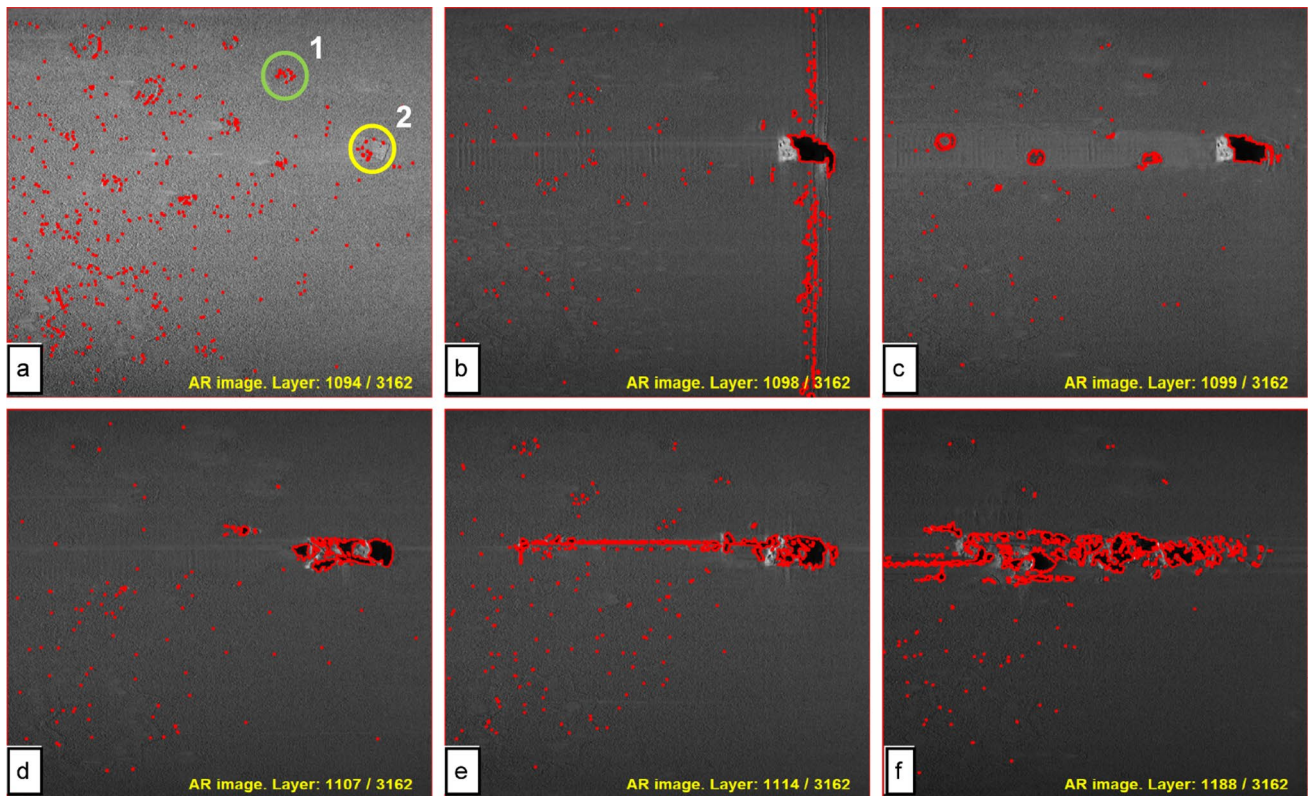 1
2
a
AR image. Layer: 1094 / 3162
b
AR image. Layer: 1098 / 3162
c
AR image. Layer: 1099 / 3162
d
AR image. Layer: 1107 / 3162
e
AR image. Layer: 1114 / 3162
f
AR image. Layer: 1188 / 3162